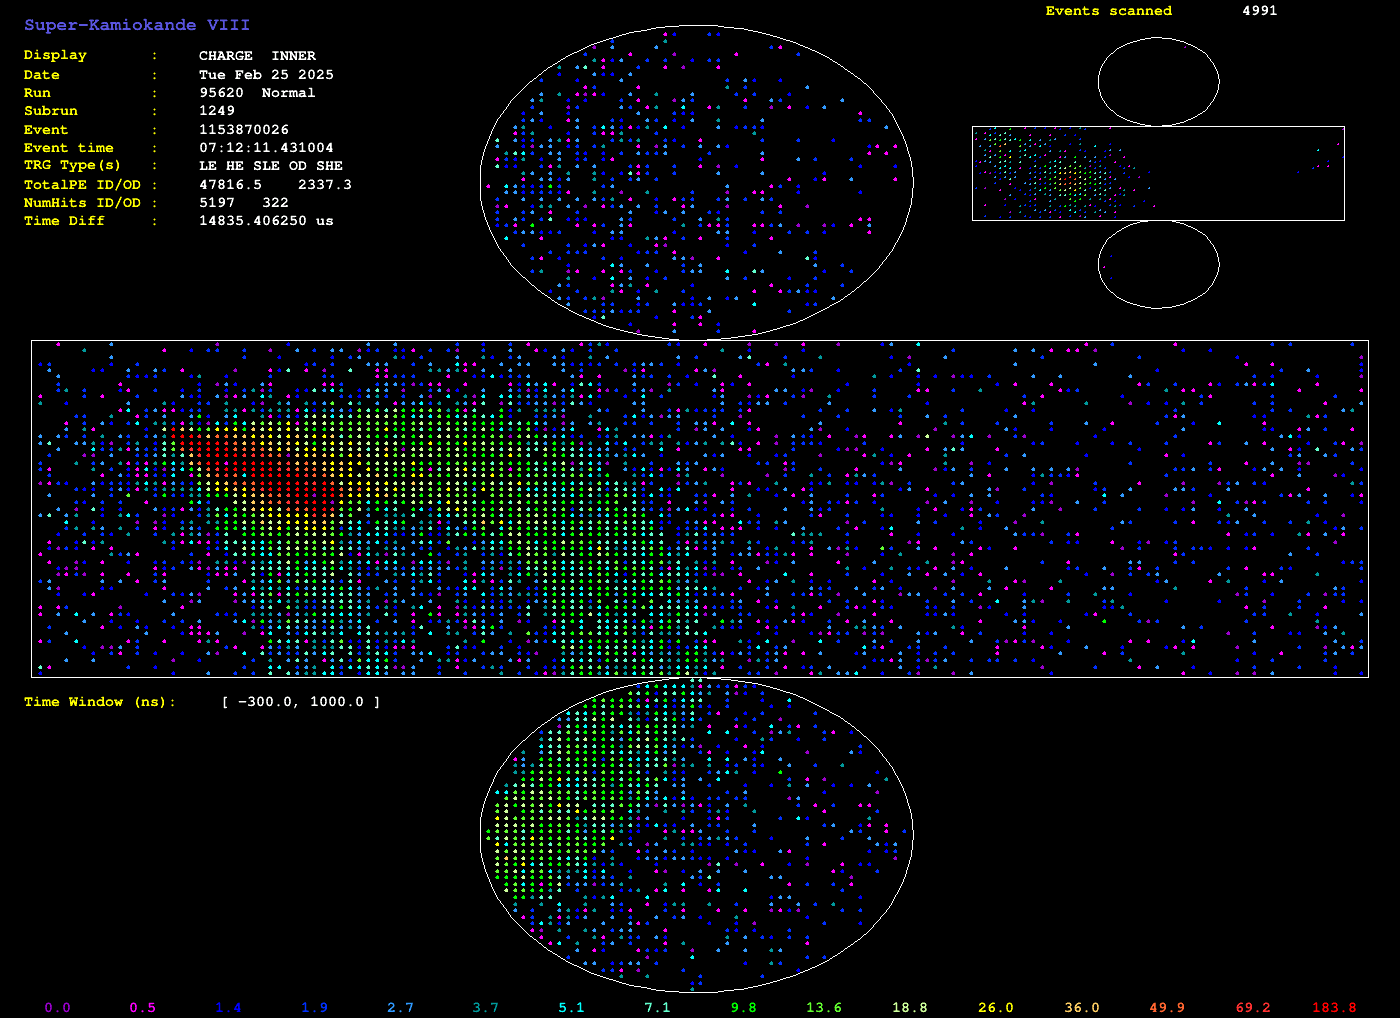 Super-Kamiokande VIII
Events scanned 4991
Display : CHARGE INNER
Date : Tue Feb 25 2025
Run : 95620 Normal
Subrun : 1249
Event : 1153870026
Event time : 07:12:11.431004
TRG Type(s) : LE HE SLE OD SHE
TotalPE ID/OD : 47816.5 2337.3
NumHits ID/OD : 5197 322
Time Diff : 14835.406250 us
Time Window (ns): [ -300.0, 1000.0 ]
0.0 0.5 1.4 1.9 2.7 3.7 5.1 7.1 9.8 13.6 18.8 26.0 36.0 49.9 69.2 183.8